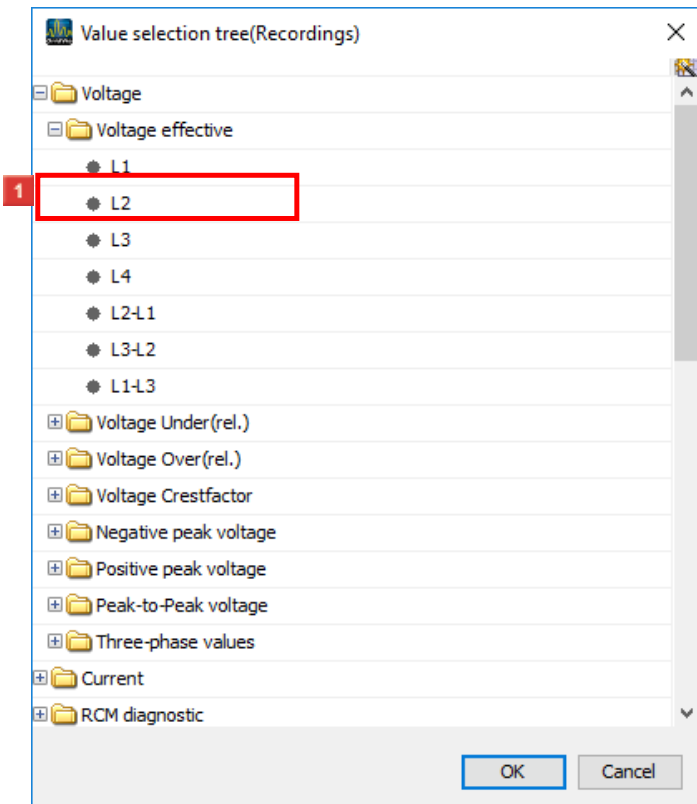 Value selection tree(Recordings)
Voltage
Voltage effective
L1
1
L2
L3
L4
L2-L1
L3-L2
L1-L3
Voltage Under(rel.)
Voltage Over(rel.)
Voltage Crestfactor
Negative peak voltage
Positive peak voltage
Peak-to-Peak voltage
Three-phase values
Current
RCM diagnostic
OK Cancel